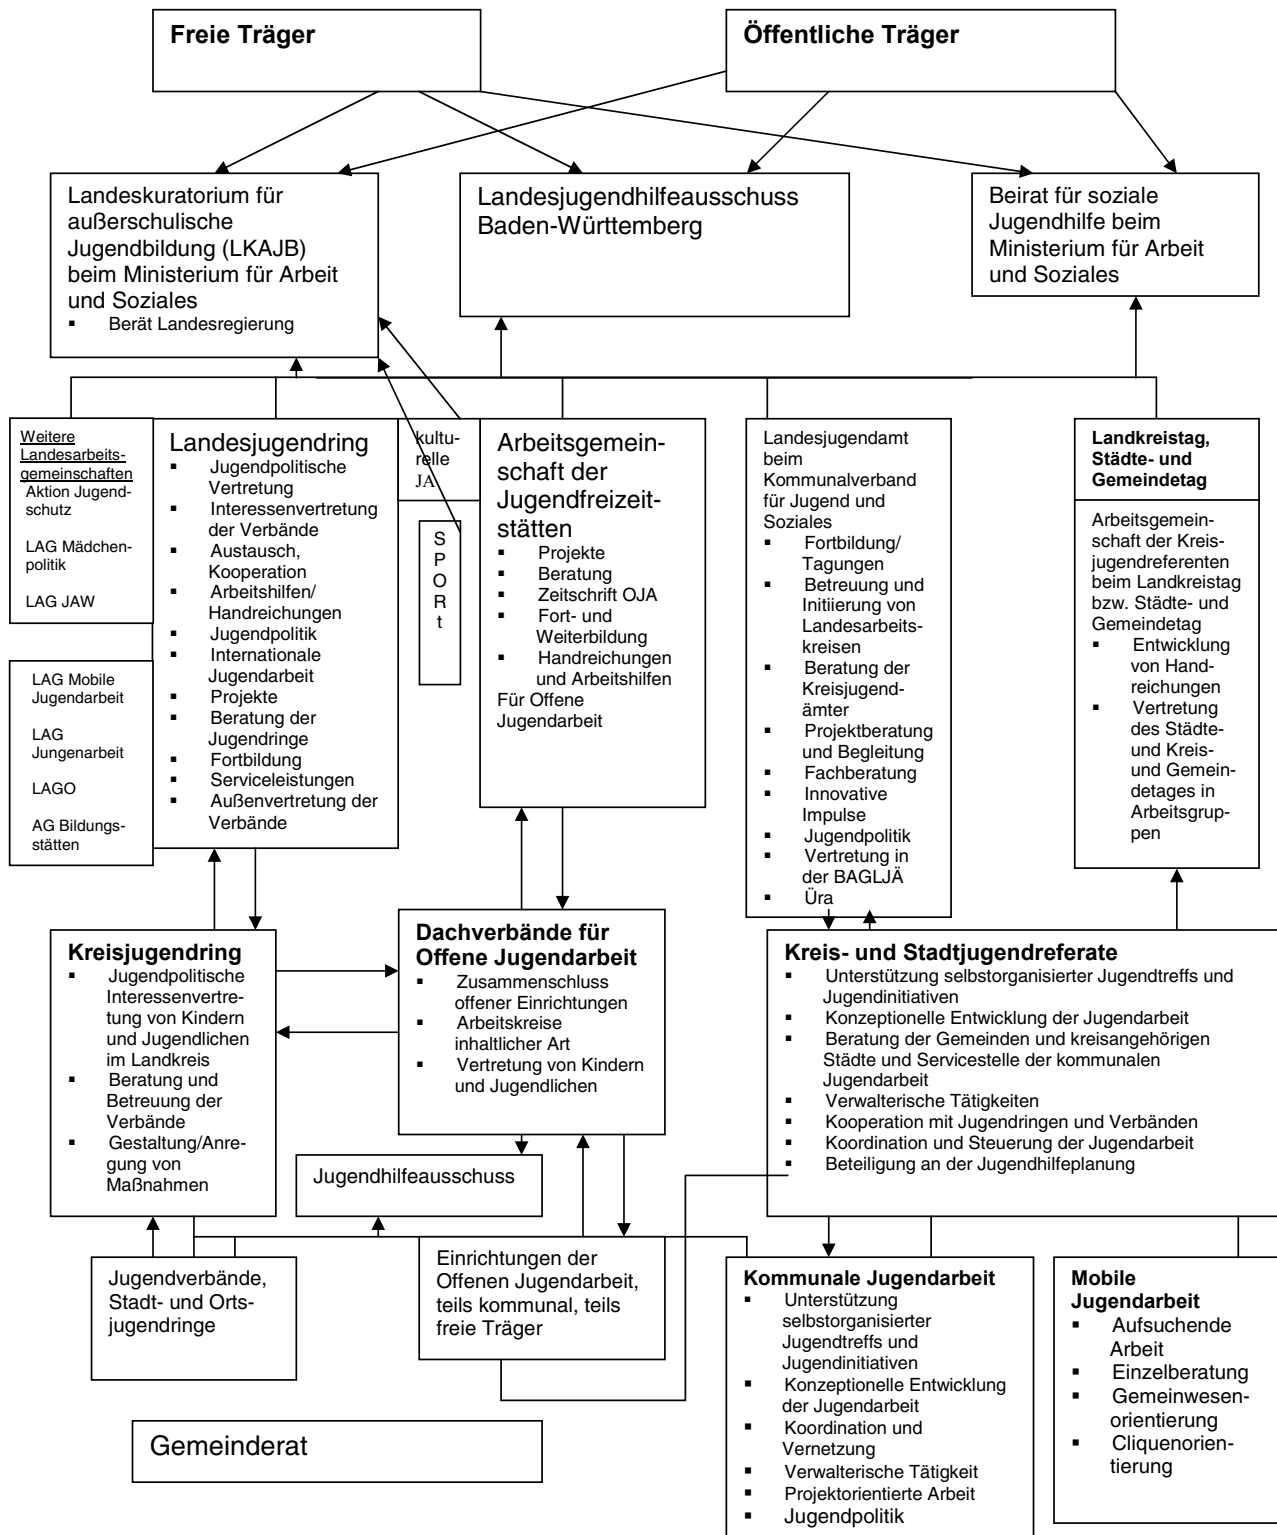 Freie Träger
Öffentliche Träger
Landeskuratorium für
außerschulische
Jugendbildung (LKAJB)
beim Ministerium für Arbeit
und Soziales
▪ Berät Landesregierung
Landesjugendhilfeausschuss
Baden-Württemberg
Beirat für soziale
Jugendhilfe beim
Ministerium für Arbeit
und Soziales
Weitere
Landesarbeits-
gemeinschaften
Aktion Jugend-
schutz
LAG Mädchen-
politik
LAG JAW
LAG Mobile
Jugendarbeit
LAG
Jungenarbeit
LAGO
AG Bildungs-
stätten
Landesjugendring
▪ Jugendpolitische
Vertretung
▪ Interessenvertretung
der Verbände
▪ Austausch,
Kooperation
▪ Arbeitshilfen/
Handreichungen
▪ Jugendpolitik
▪ Internationale
Jugendarbeit
▪ Projekte
▪ Beratung der
Jugendringe
▪ Fortbildung
▪ Serviceleistungen
▪ Außenvertretung der
Verbände
kultu-
relle
JA
S
P
O
R
t
Arbeitsgemein-
schaft der
Jugendfreizeit-
stätten
▪ Projekte
▪ Beratung
▪ Zeitschrift OJA
▪ Fort- und
Weiterbildung
▪ Handreichungen
und Arbeitshilfen
Für Offene
Jugendarbeit
Landesjugendamt
beim
Kommunalverband
für Jugend und
Soziales
▪ Fortbildung/
Tagungen
▪ Betreuung und
Initiierung von
Landesarbeits-
kreisen
▪ Beratung der
Kreisjugend-
ämter
▪ Projektberatung
und Begleitung
▪ Fachberatung
▪ Innovative
Impulse
▪ Jugendpolitik
▪ Vertretung in
der BAGLJÄ
▪ Üra
Landkreistag,
Städte- und
Gemeindetag
Arbeitsgemein-
schaft der Kreis-
jugendreferenten
beim Landkreistag
bzw. Städte- und
Gemeindetag
▪ Entwicklung
von Hand-
reichungen
▪ Vertretung
des Städte-
und Kreis-
und Gemein-
detages in
Arbeitsgrup-
pen
Kreisjugendring
▪ Jugendpolitische
Interessenvertre-
tung von Kindern
und Jugendlichen
im Landkreis
▪ Beratung und
Betreuung der
Verbände
▪ Gestaltung/Anre-
gung von
Maßnahmen
Dachverbände für
Offene Jugendarbeit
▪ Zusammenschluss
offener Einrichtungen
▪ Arbeitskreise
inhaltlicher Art
▪ Vertretung von Kindern
und Jugendlichen
Kreis- und Stadtjugendreferate
▪ Unterstützung selbstorganisierter Jugendtreffs und
Jugendinitiativen
▪ Konzeptionelle Entwicklung der Jugendarbeit
▪ Beratung der Gemeinden und kreisangehörigen
Städte und Servicestelle der kommunalen
Jugendarbeit
▪ Verwalterische Tätigkeiten
▪ Kooperation mit Jugendringen und Verbänden
▪ Koordination und Steuerung der Jugendarbeit
▪ Beteiligung an der Jugendhilfeplanung
Jugendhilfeausschuss
Jugendverbände,
Stadt- und Orts-
jugendringe
Einrichtungen der
Offenen Jugendarbeit,
teils kommunal, teils
freie Träger
Kommunale Jugendarbeit
▪ Unterstützung
selbstorganisierter
Jugendtreffs und
Jugendinitiativen
▪ Konzeptionelle Entwicklung
der Jugendarbeit
▪ Koordination und
Vernetzung
▪ Verwalterische Tätigkeit
▪ Projektorientierte Arbeit
▪ Jugendpolitik
Mobile
Jugendarbeit
▪ Aufsuchende
Arbeit
▪ Einzelberatung
▪ Gemeinwesen-
orientierung
▪ Cliquenorien-
tierung
Gemeinderat